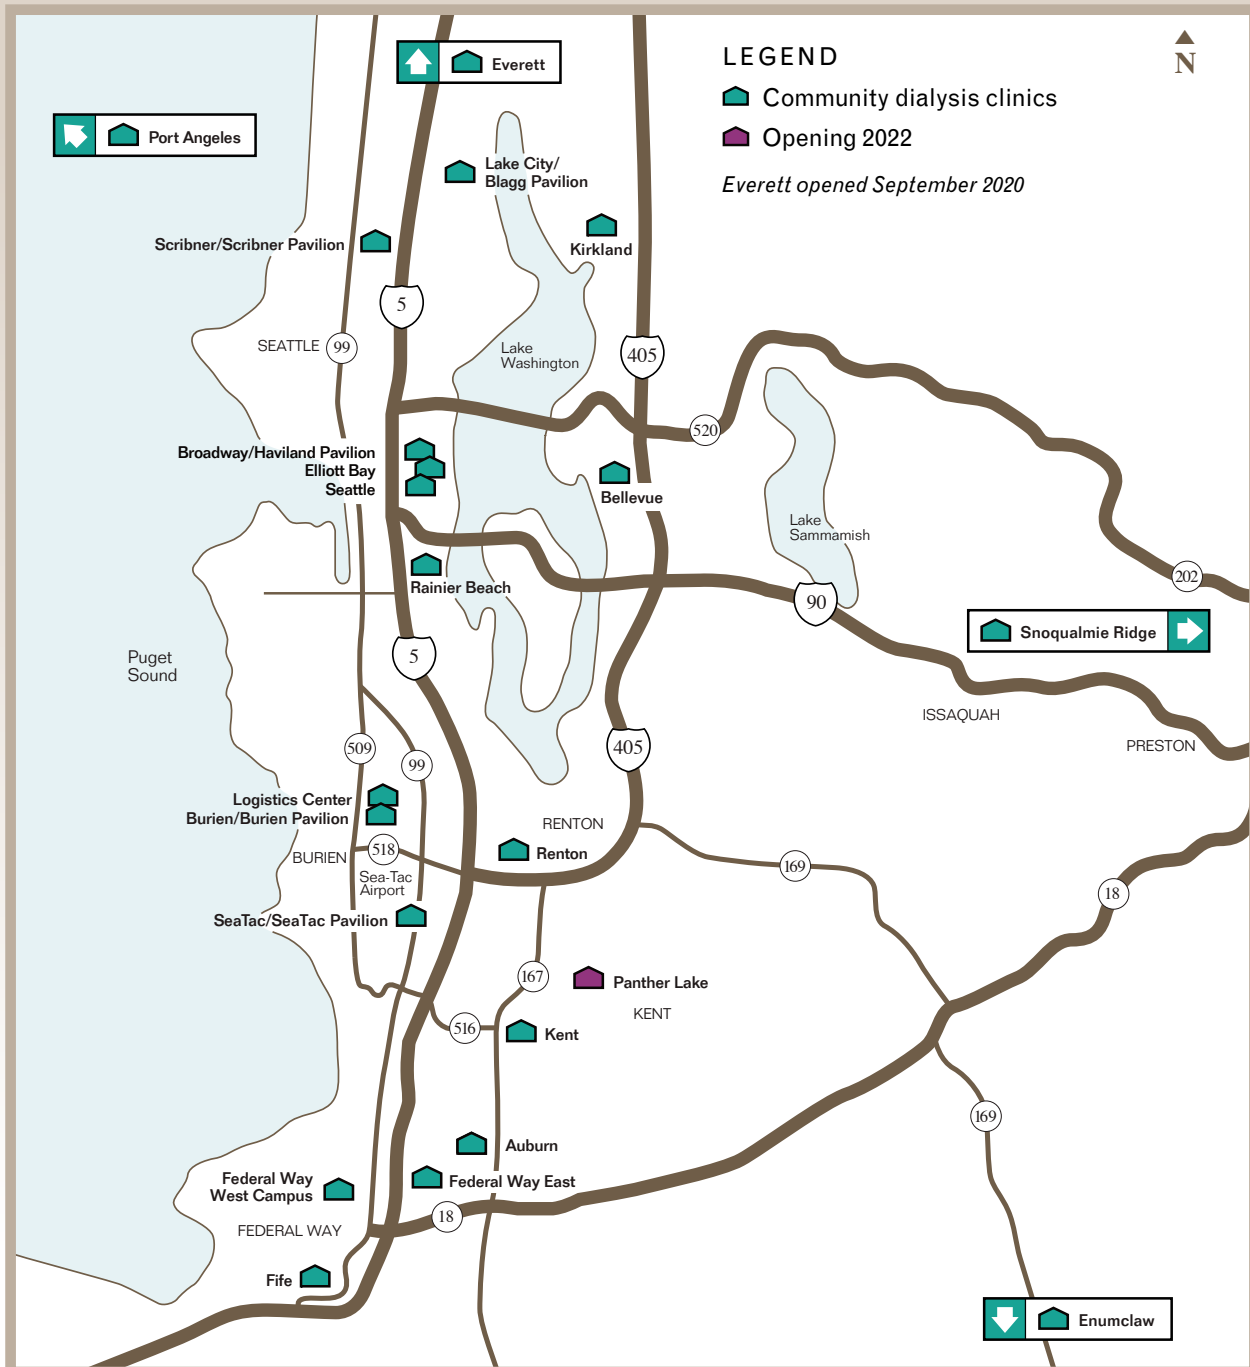 LEGEND
Community dialysis clinics
Opening 2022
Everett opened September 2020
N
Everett
Port Angeles
Lake City/
Blagg Pavilion
Kirkland
Scribner/Scribner Pavilion
5
SEATTLE
99
Lake
Washington
405
520
Broadway/Haviland Pavilion
Elliott Bay
Seattle
Bellevue
Lake
Sammamish
Rainier Beach
202
90
Snoqualmie Ridge
Puget
Sound
5
ISSAQUAH
PRESTON
509
99
405
Logistics Center
Burien/Burien Pavilion
RENTON
BURIEN
518
Renton
169
Sea-Tac
Airport
18
SeaTac/SeaTac Pavilion
167
Panther Lake
KENT
516
Kent
169
Auburn
Federal Way
West Campus
Federal Way East
18
FEDERAL WAY
Fife
Enumclaw